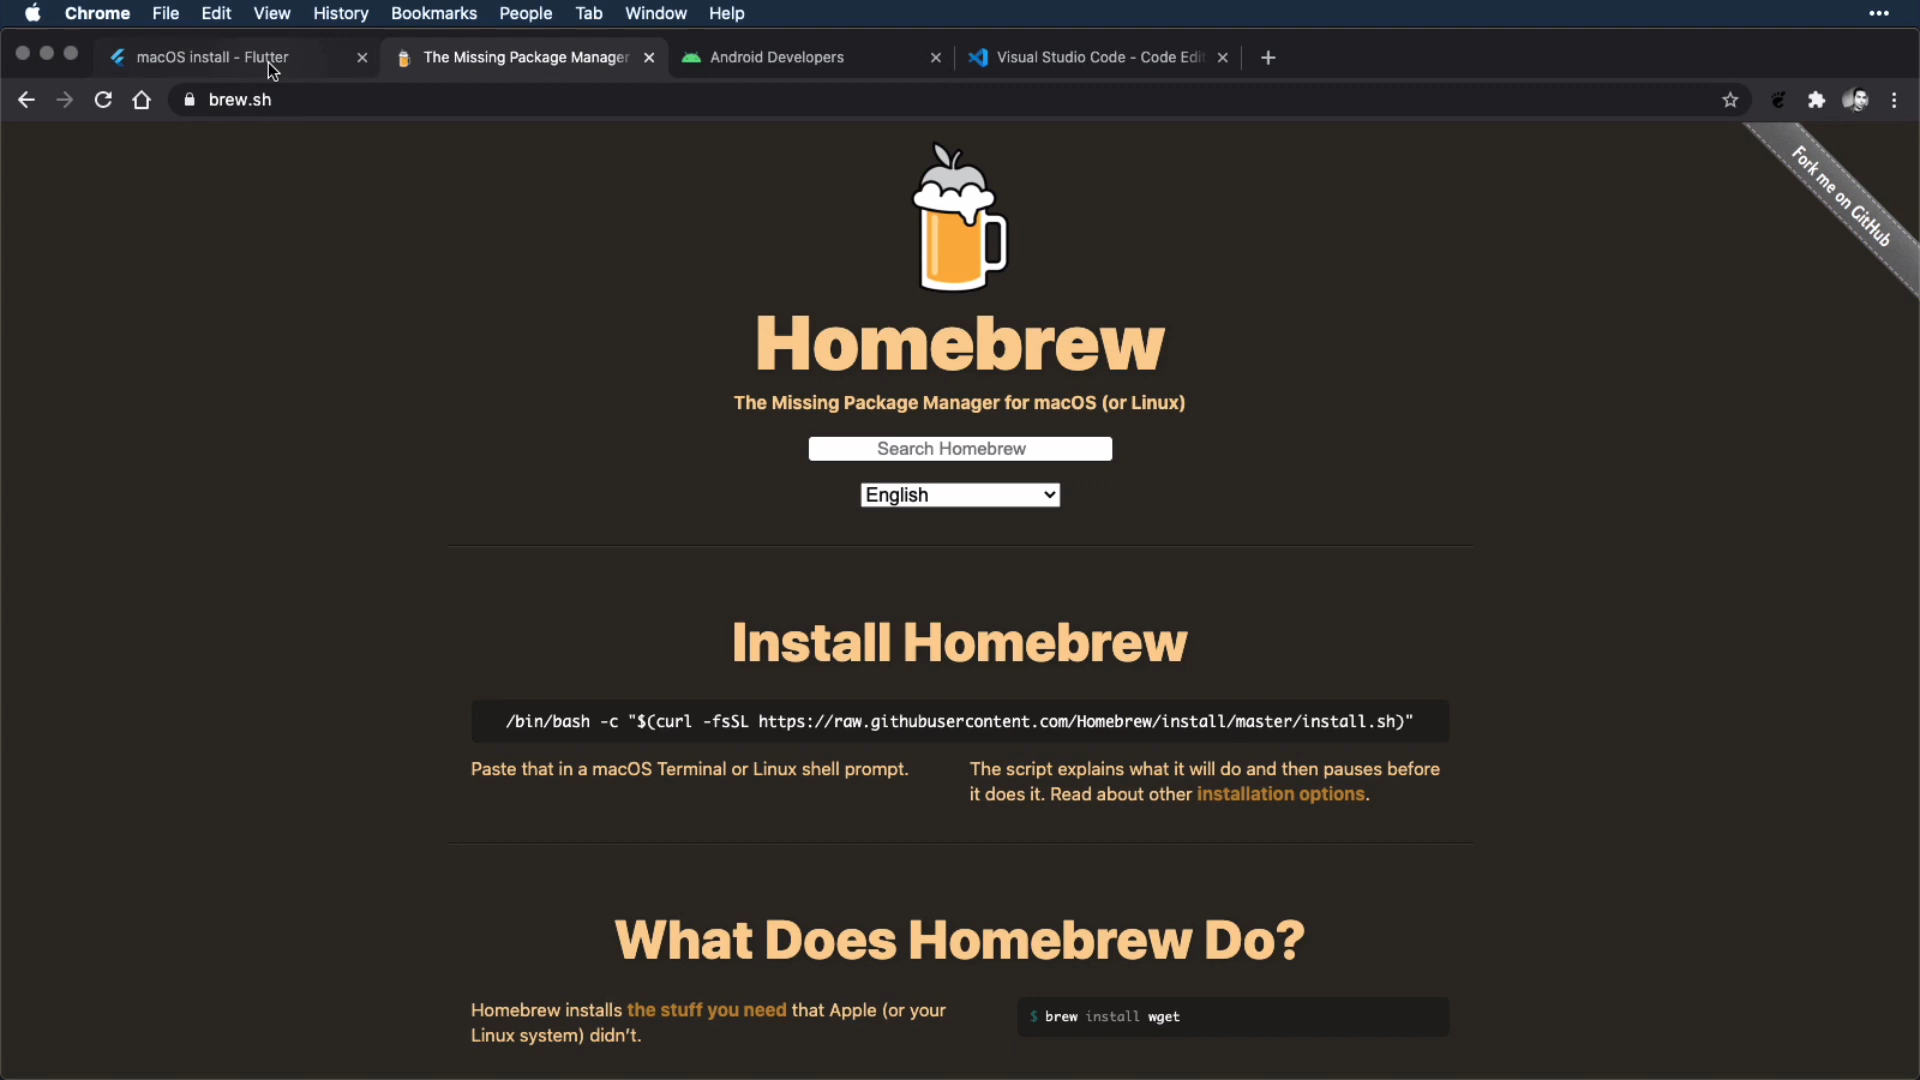 Chrome File Edit View History Bookmarks People Tab Window Help
macOS install - Flutter
The Missing Package Manager
Android Developers
Visual Studio Code - Code Edit
brew.sh
Fork me on GitHub
Homebrew
The Missing Package Manager for macOS (or Linux)
Search Homebrew
English
Install Homebrew
/bin/bash -c "$(curl -fsSL https://raw.githubusercontent.com/Homebrew/install/master/install.sh)"
Paste that in a macOS Terminal or Linux shell prompt.
The script explains what it will do and then pauses before
it does it. Read about other installation options.
What Does Homebrew Do?
Homebrew installs the stuff you need that Apple (or your
Linux system) didn’t.
$ brew install wget